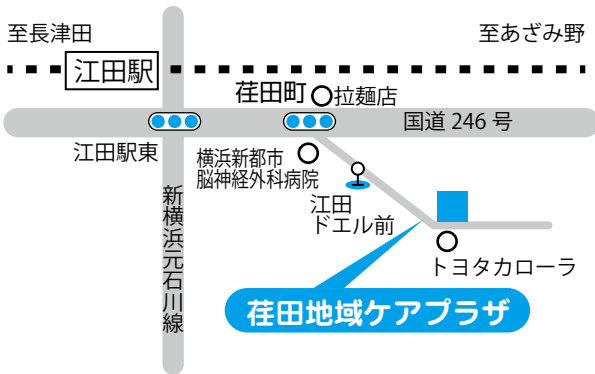 至長津田
至あざみ野
江田駅
荏田町
拉麺店
国道 246 号
江田駅東
横浜新都市
脳神経外科病院
江田
ドエル前
新横浜元石川線
トヨタカローラ
荏田地域ケアプラザ